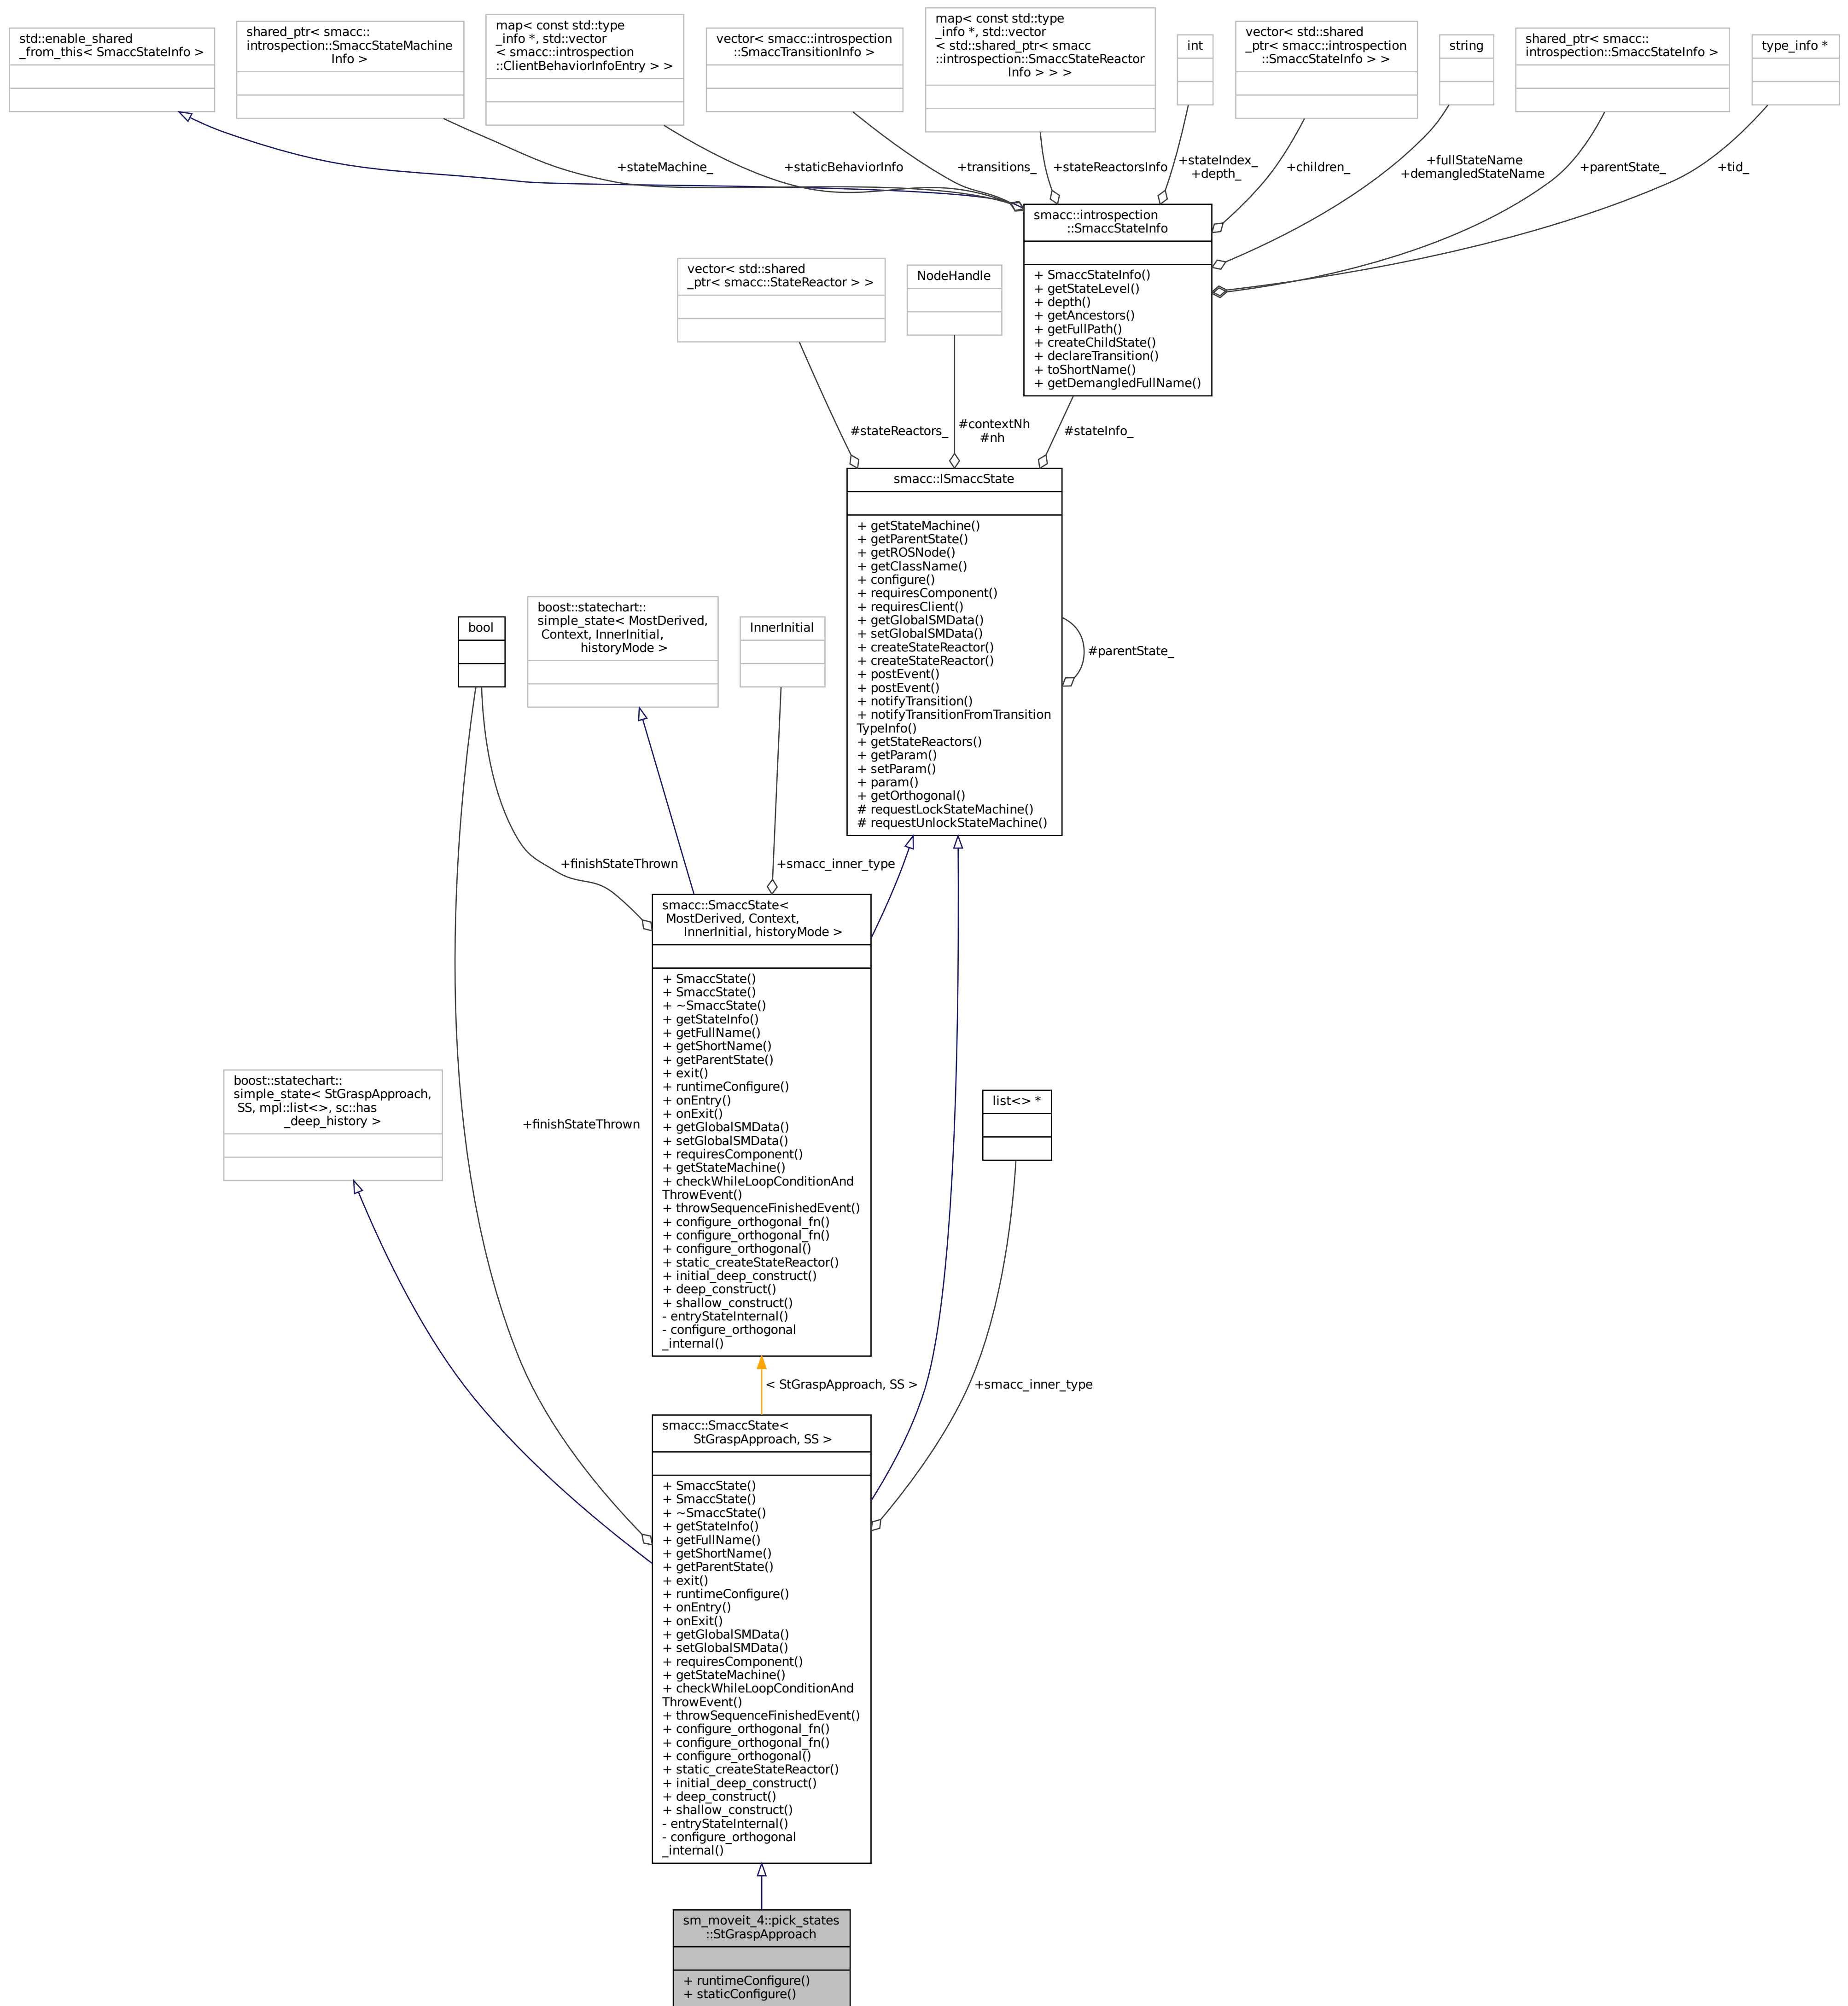 std::enable_shared
_from_this< SmaccStateInfo >
shared_ptr< smacc::
introspection::SmaccStateMachine
Info >
map< const std::type
_info *, std::vector
< smacc::introspection
::ClientBehaviorInfoEntry > >
vector< smacc::introspection
::SmaccTransitionInfo >
map< const std::type
_info *, std::vector
< std::shared_ptr< smacc
::introspection::SmaccStateReactor
Info > > >
int
vector< std::shared
_ptr< smacc::introspection
::SmaccStateInfo > >
string
shared_ptr< smacc::
introspection::SmaccStateInfo >
type_info *
+stateMachine_
+staticBehaviorInfo
+transitions_
+stateReactorsInfo
+stateIndex_
+depth_
+children_
+fullStateName
+demangledStateName
+parentState_
+tid_
smacc::introspection
::SmaccStateInfo
+ SmaccStateInfo()
+ getStateLevel()
+ depth()
+ getAncestors()
+ getFullPath()
+ createChildState()
+ declareTransition()
+ toShortName()
+ getDemangledFullName()
vector< std::shared
_ptr< smacc::StateReactor > >
NodeHandle
#stateReactors_
#contextNh
#nh
#stateInfo_
smacc::ISmaccState
+ getStateMachine()
+ getParentState()
+ getROSNode()
+ getClassName()
+ configure()
+ requiresComponent()
+ requiresClient()
+ getGlobalSMData()
+ setGlobalSMData()
+ createStateReactor()
+ createStateReactor()
+ postEvent()
+ postEvent()
+ notifyTransition()
+ notifyTransitionFromTransition
TypeInfo()
+ getStateReactors()
+ getParam()
+ setParam()
+ param()
+ getOrthogonal()
# requestLockStateMachine()
# requestUnlockStateMachine()
#parentState_
bool
boost::statechart::
simple_state< MostDerived,
Context, InnerInitial,
historyMode >
InnerInitial
+finishStateThrown
+smacc_inner_type
smacc::SmaccState<
MostDerived, Context,
InnerInitial, historyMode >
+ SmaccState()
+ SmaccState()
+ ~SmaccState()
+ getStateInfo()
+ getFullName()
+ getShortName()
+ getParentState()
+ exit()
+ runtimeConfigure()
+ onEntry()
+ onExit()
+ getGlobalSMData()
+ setGlobalSMData()
+ requiresComponent()
+ getStateMachine()
+ checkWhileLoopConditionAnd
ThrowEvent()
+ throwSequenceFinishedEvent()
+ configure_orthogonal_fn()
+ configure_orthogonal_fn()
+ configure_orthogonal()
+ static_createStateReactor()
+ initial_deep_construct()
+ deep_construct()
+ shallow_construct()
- entryStateInternal()
- configure_orthogonal
_internal()
boost::statechart::
simple_state< StGraspApproach,
SS, mpl::list<>, sc::has
_deep_history >
+finishStateThrown
list<> *
< StGraspApproach, SS >
+smacc_inner_type
smacc::SmaccState<
StGraspApproach, SS >
+ SmaccState()
+ SmaccState()
+ ~SmaccState()
+ getStateInfo()
+ getFullName()
+ getShortName()
+ getParentState()
+ exit()
+ runtimeConfigure()
+ onEntry()
+ onExit()
+ getGlobalSMData()
+ setGlobalSMData()
+ requiresComponent()
+ getStateMachine()
+ checkWhileLoopConditionAnd
ThrowEvent()
+ throwSequenceFinishedEvent()
+ configure_orthogonal_fn()
+ configure_orthogonal_fn()
+ configure_orthogonal()
+ static_createStateReactor()
+ initial_deep_construct()
+ deep_construct()
+ shallow_construct()
- entryStateInternal()
- configure_orthogonal
_internal()
sm_moveit_4::pick_states
::StGraspApproach
+ runtimeConfigure()
+ staticConfigure()